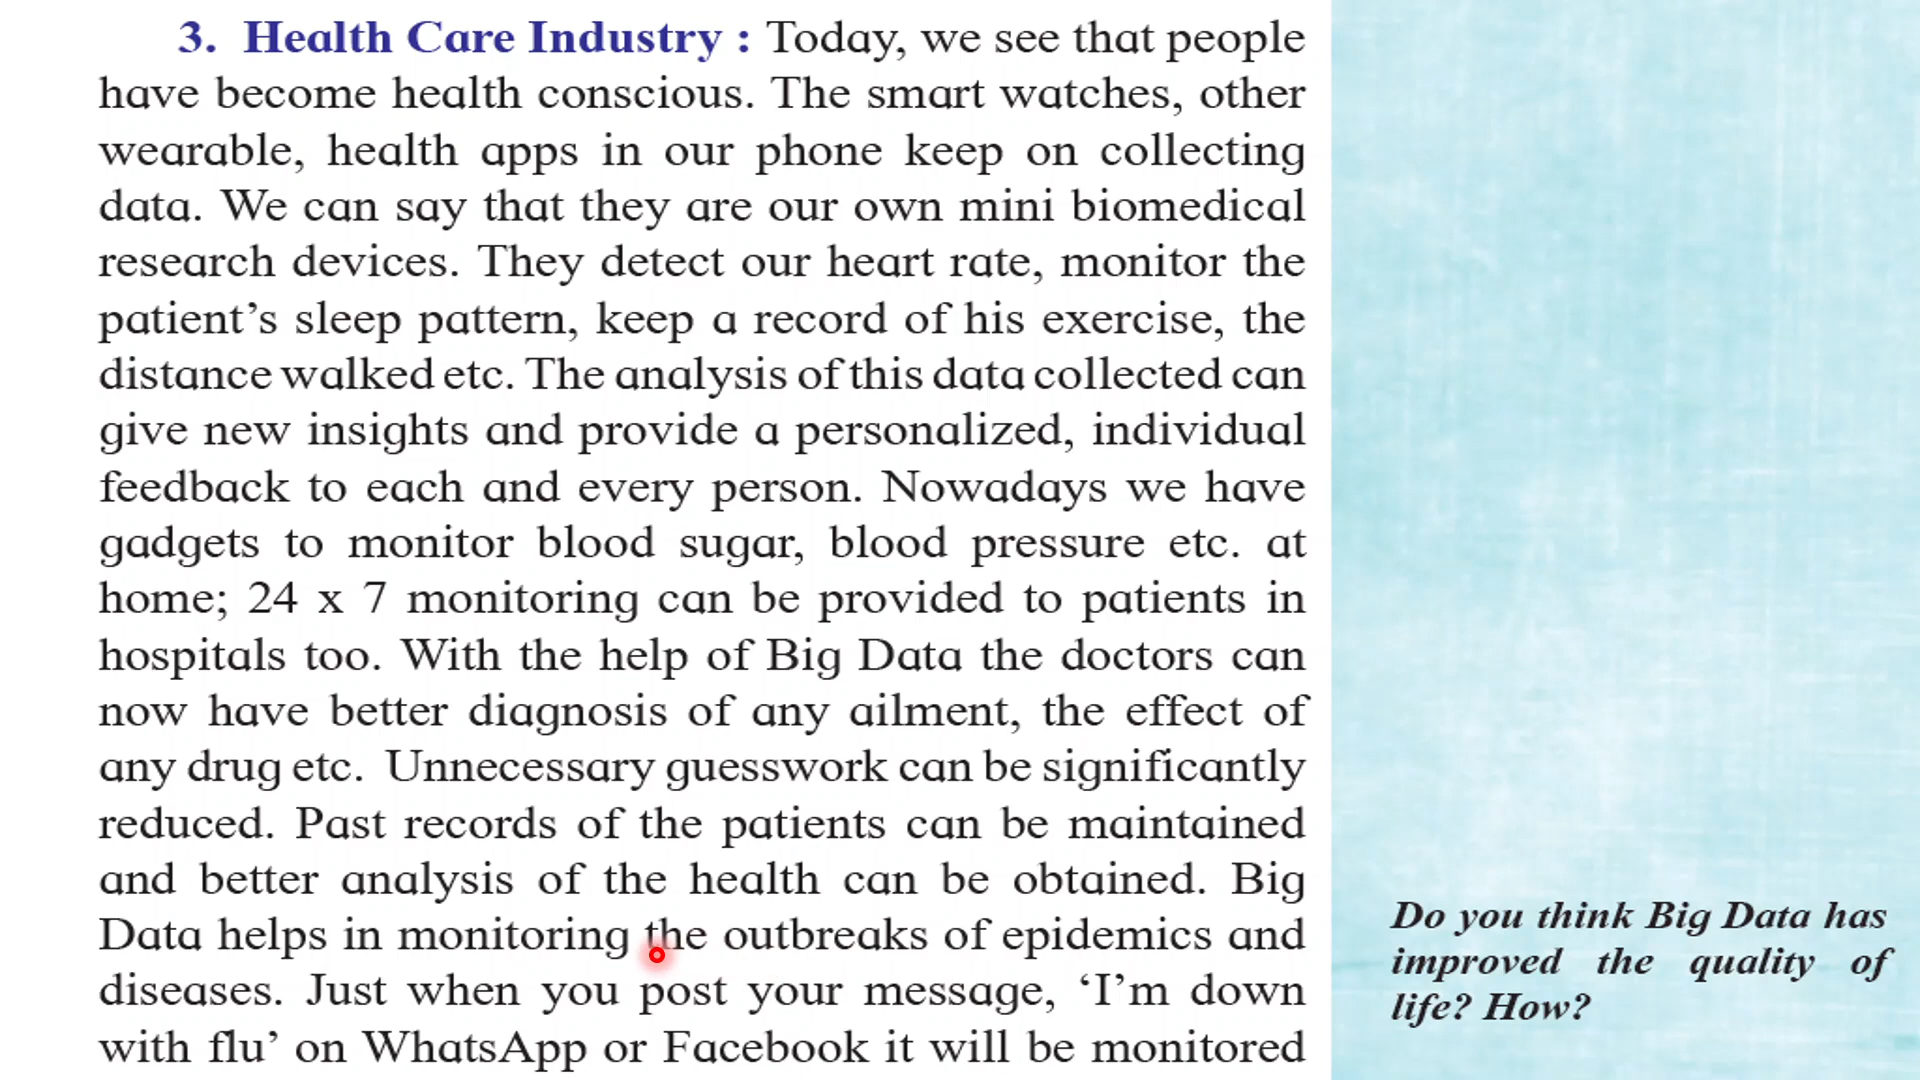 3. Health Care Industry : Today, we see that people
have become health conscious. The smart watches, other
wearable, health apps in our phone keep on collecting
data. We can say that they are our own mini biomedical
research devices. They detect our heart rate, monitor the
patient’s sleep pattern, keep a record of his exercise, the
distance walked etc. The analysis of this data collected can
give new insights and provide a personalized, individual
feedback to each and every person. Nowadays we have
gadgets to monitor blood sugar, blood pressure etc. at
home; 24 x 7 monitoring can be provided to patients in
hospitals too. With the help of Big Data the doctors can
now have better diagnosis of any ailment, the effect of
any drug etc. Unnecessary guesswork can be significantly
reduced. Past records of the patients can be maintained
and better analysis of the health can be obtained. Big
Data helps in monitoring the outbreaks of epidemics and
diseases. Just when you post your message, ‘I’m down
with flu’ on WhatsApp or Facebook it will be monitored
Do you think Big Data has
improved the quality of
life? How?